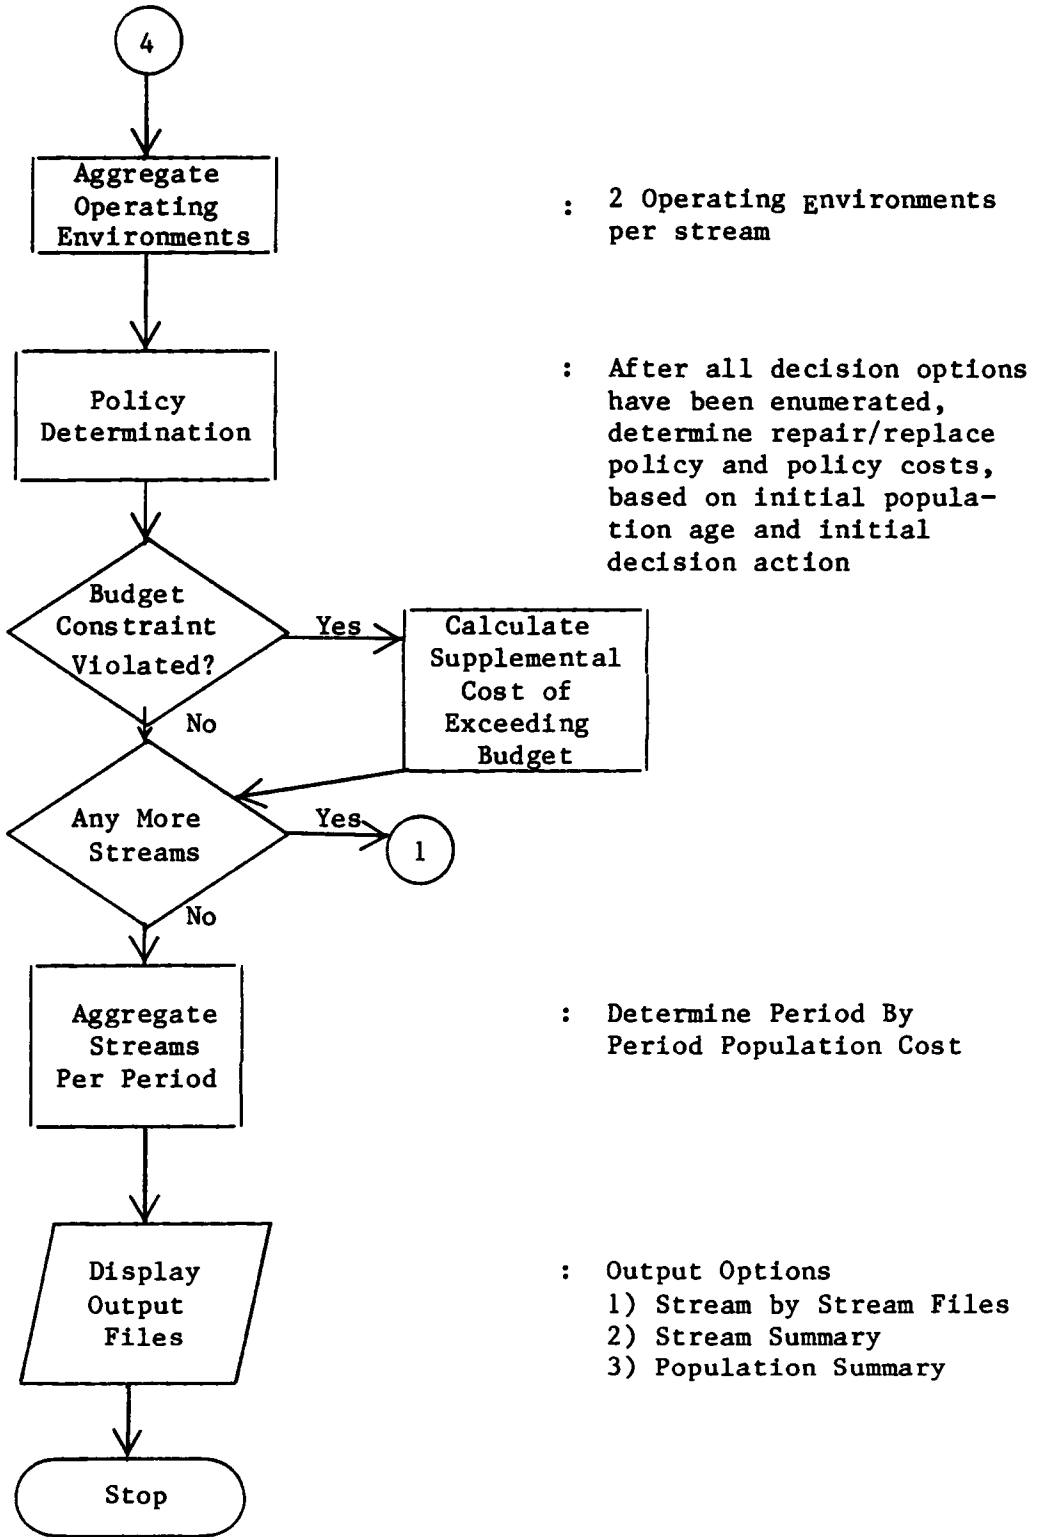 4
Aggregate
Operating
Environments
: 2 Operating Environments
per stream
Policy
Determination
: After all decision options
have been enumerated,
determine repair/replace
policy and policy costs,
based on initial popula-
tion age and initial
decision action
Budget
Constraint
Violated?
Yes
Calculate
Supplemental
Cost of
Exceeding
Budget
No
Any More
Streams
Yes
1
No
Aggregate
Streams
Per Period
: Determine Period By
Period Population Cost
Display
Output
Files
: Output Options
1) Stream by Stream Files
2) Stream Summary
3) Population Summary
Stop